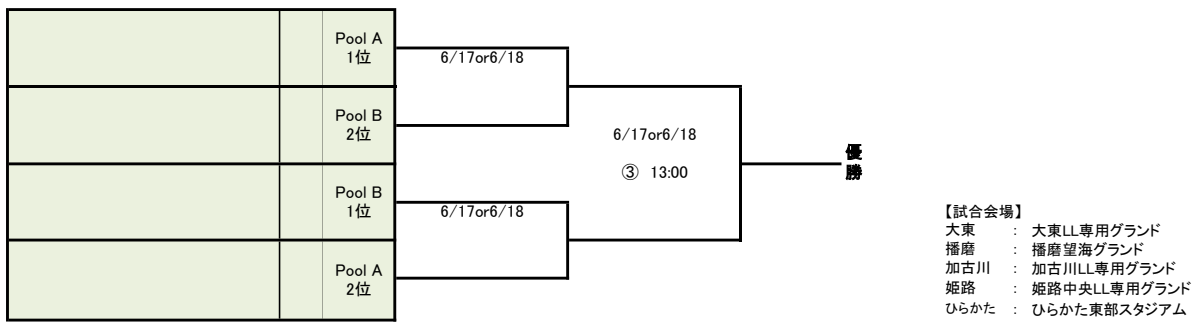 Pool A
1位
6/17or6/18
Pool B
2位
6/17or6/18
③ 13:00
優
勝
Pool B
1位
6/17or6/18
Pool A
2位
【試合会場】
大東 : 大東LL専用グランド
播磨 : 播磨望海グランド
加古川 : 加古川LL専用グランド
姫路 : 姫路中央LL専用グランド
ひらかた : ひらかた東部スタジアム